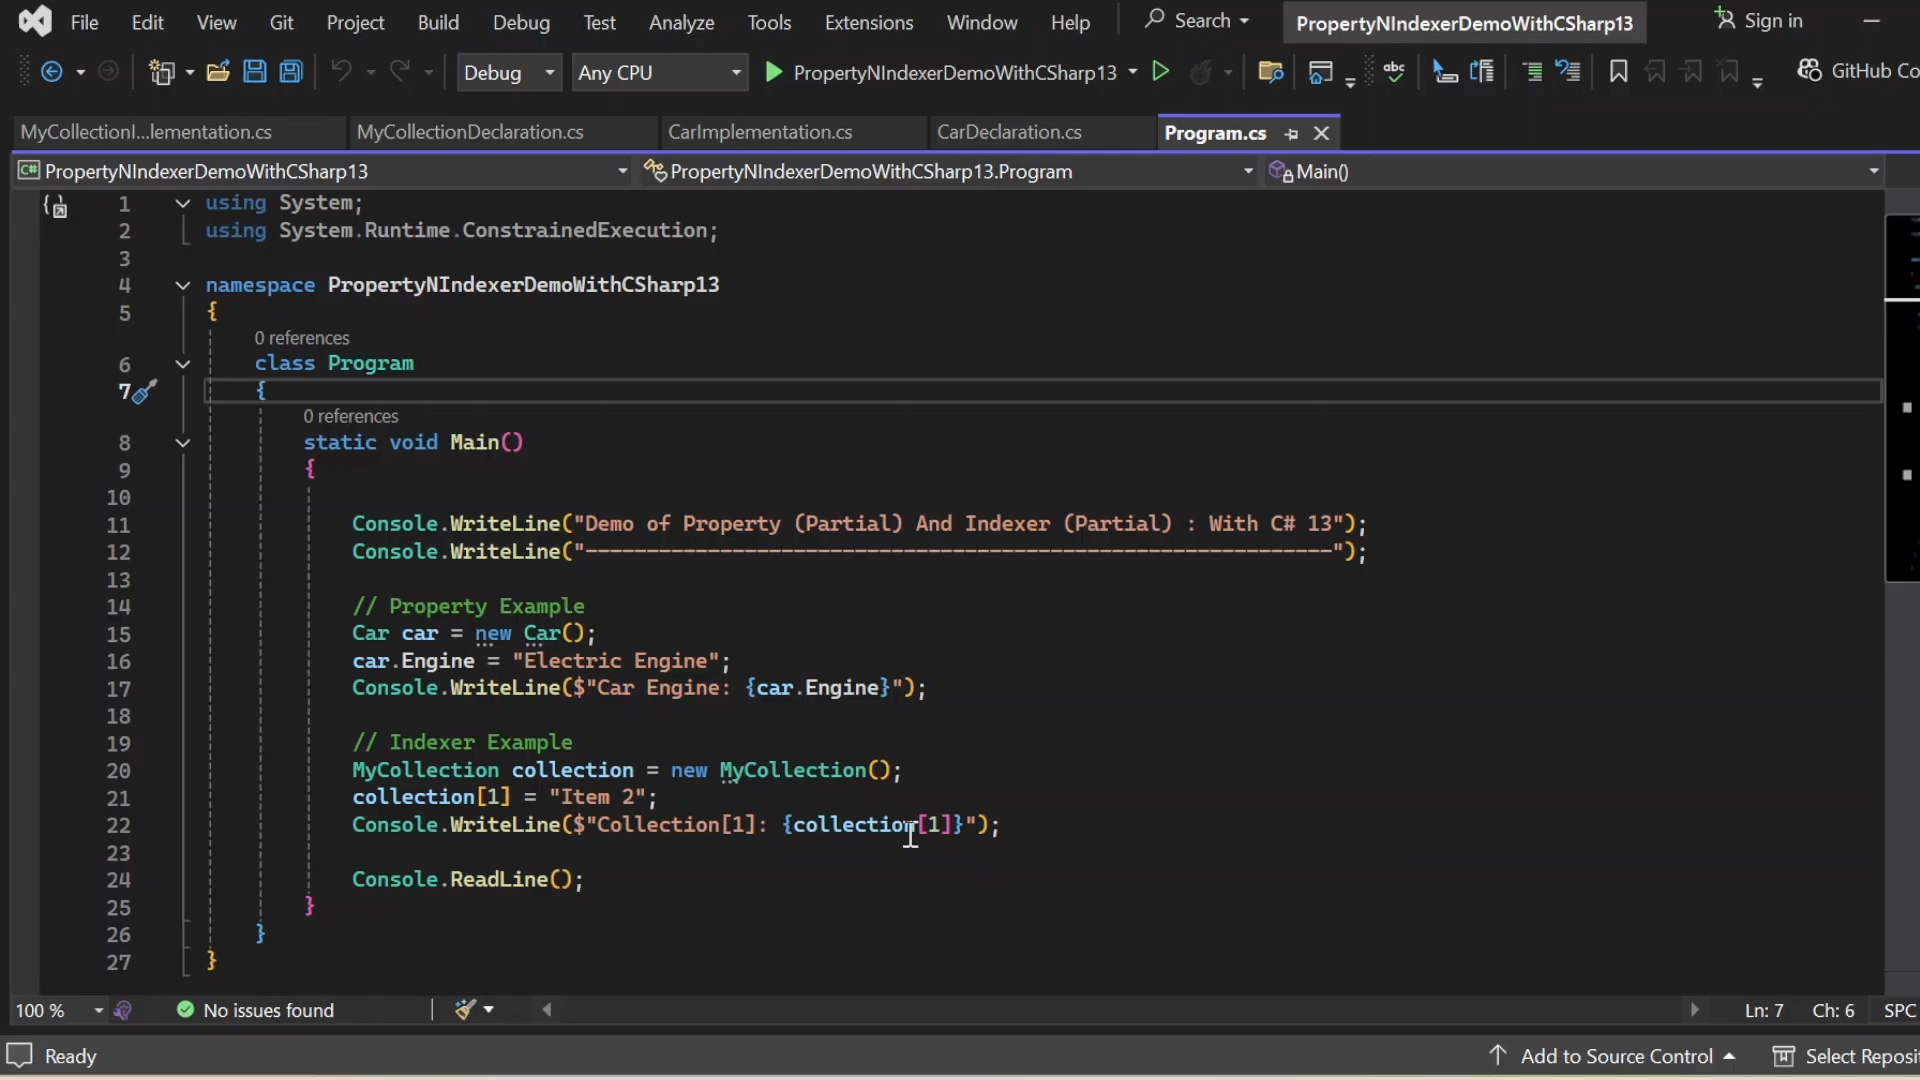 File Edit View Git Project Build Debug Test Analyze Tools Extensions Window Help Search PropertyNIndexerDemoWithCSharp13 Sign in
Debug Any CPU PropertyNIndexerDemoWithCSharp13 abc GitHub Co
MyCollectionI...lementation.cs MyCollectionDeclaration.cs CarImplementation.cs CarDeclaration.cs Program.cs
C# PropertyNIndexerDemoWithCSharp13 PropertyNIndexerDemoWithCSharp13.Program Main()
1 using System;
2 using System.Runtime.ConstrainedExecution;
3
4 namespace PropertyNIndexerDemoWithCSharp13
5 {
0 references
6 class Program
7 {
0 references
8 static void Main()
9 {
10
11 Console.WriteLine("Demo of Property (Partial) And Indexer (Partial) : With C# 13");
12 Console.WriteLine("-------------------------------------------------------------");
13
14 // Property Example
15 Car car = new Car();
16 car.Engine = "Electric Engine";
17 Console.WriteLine($"Car Engine: {car.Engine}");
18
19 // Indexer Example
20 MyCollection collection = new MyCollection();
21 collection[1] = "Item 2";
22 Console.WriteLine($"Collection[1]: {collection[1]}");
23
24 Console.ReadLine();
25 }
26 }
27 }
100 % No issues found Ln: 7 Ch: 6 SPC
Ready Add to Source Control Select Reposit